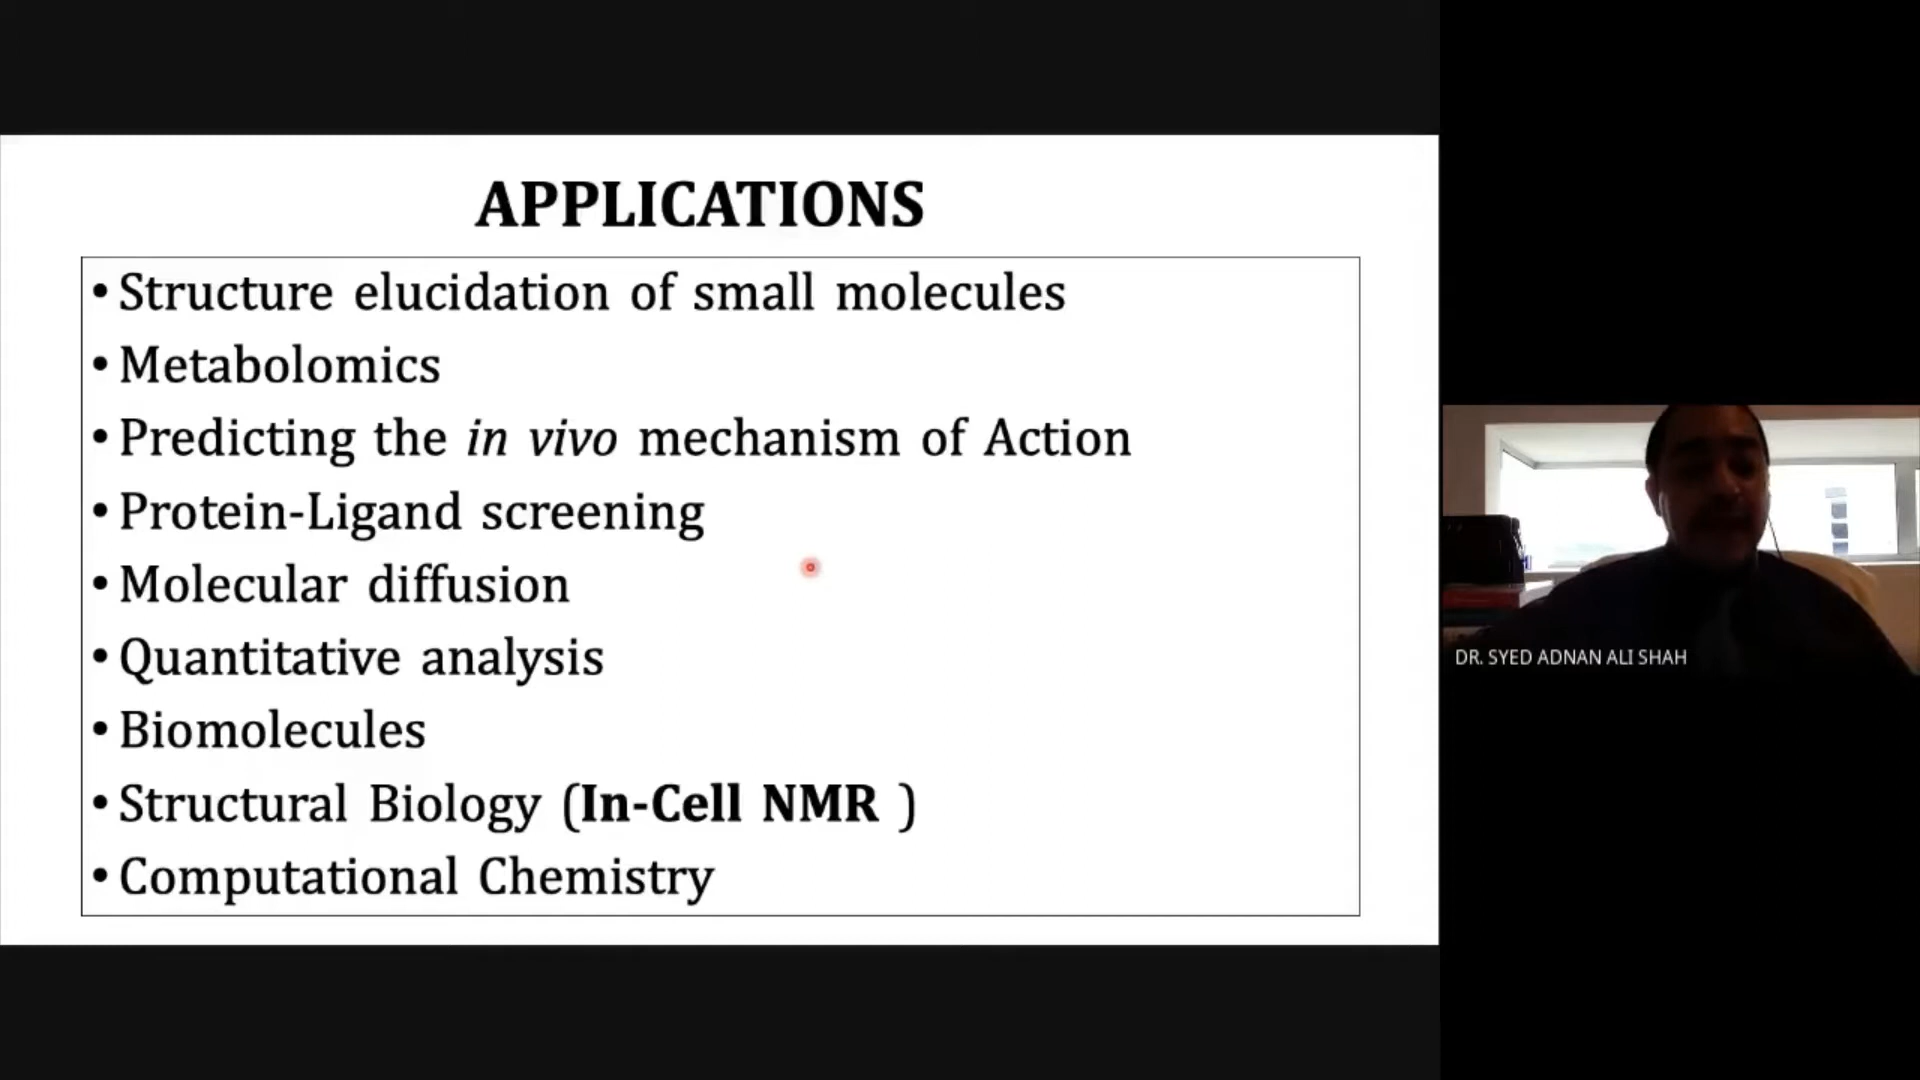 APPLICATIONS
• Structure elucidation of small molecules
• Metabolomics
• Predicting the in vivo mechanism of Action
• Protein-Ligand screening
• Molecular diffusion
• Quantitative analysis
• Biomolecules
• Structural Biology (In-Cell NMR )
• Computational Chemistry
DR. SYED ADNAN ALI SHAH